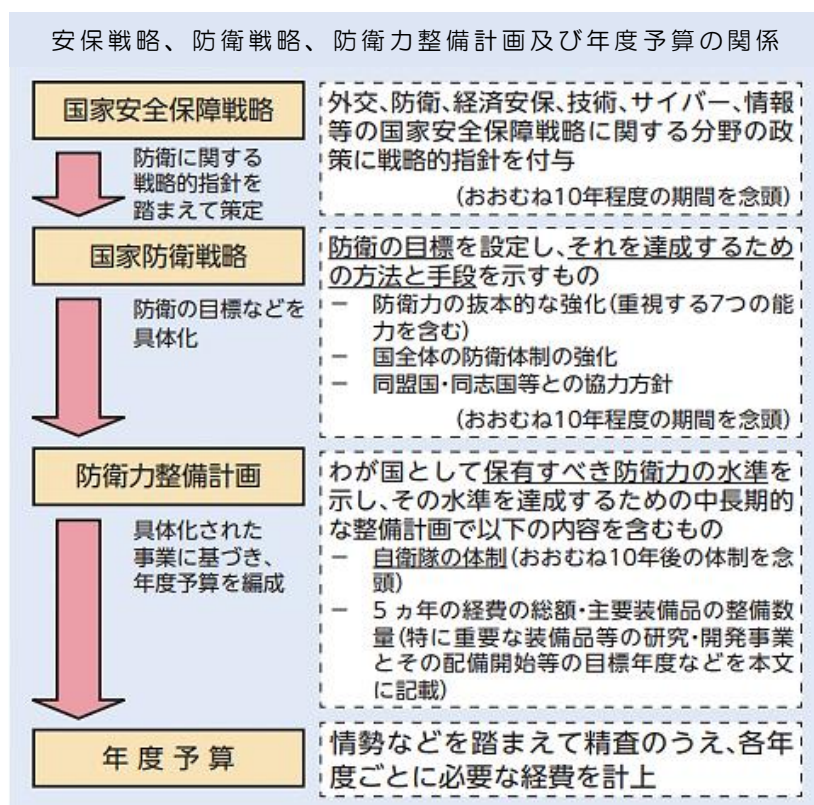 安保戦略、防衛戦略、防衛力整備計画及び年度予算の関係
国家安全保障戦略
外交、防衛、経済安保、技術、サイバー、情報
等の国家安全保障戦略に関する分野の政
策に戦略的指針を付与
(おおむね10年程度の期間を念頭)
防衛に関する
戦略的指針を
踏まえて策定
国家防衛戦略
防衛の目標を設定し、それを達成するため
の方法と手段を示すもの
− 防衛力の抜本的な強化(重視する7つの能
力を含む)
− 国全体の防衛体制の強化
− 同盟国・同志国等との協力方針
(おおむね10年程度の期間を念頭)
防衛の目標などを
具体化
防衛力整備計画
わが国として保有すべき防衛力の水準を
示し、その水準を達成するための中長期的
な整備計画で以下の内容を含むもの
− 自衛隊の体制(おおむね10年後の体制を念
頭)
− 5ヵ年の経費の総額・主要装備品の整備数
量(特に重要な装備品等の研究・開発事業
とその配備開始等の目標年度などを本文
に記載)
具体化された
事業に基づき、
年度予算を編成
年度予算
情勢などを踏まえて精査のうえ、各年
度ごとに必要な経費を計上